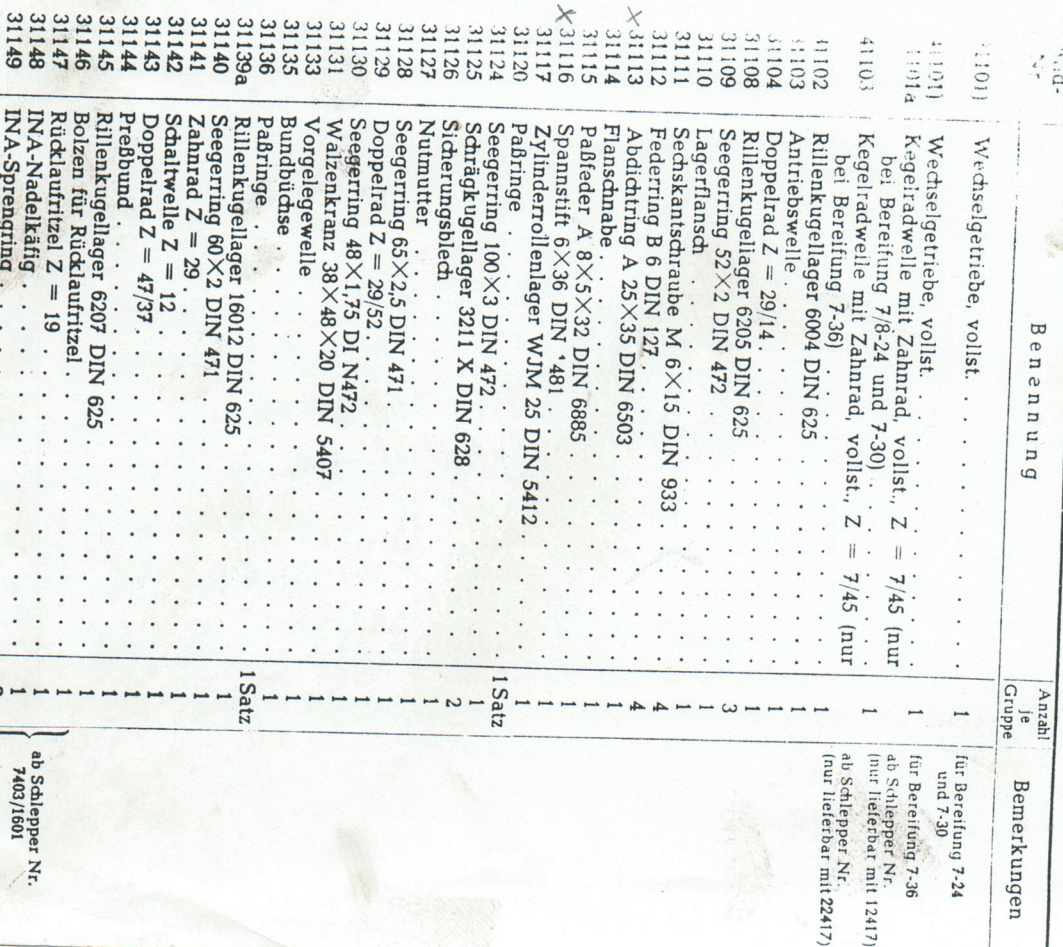 Benennung
Anzahl je Gruppe
Bemerkungen
Wechselgetriebe, vollst. 1 für Bereifung 7-24 und 7-30
41101) Wechselgetriebe, vollst. 1 für Bereifung 7-36
41101a Kegelradwelle mit Zahnrad, vollst., Z = 7/45 (nur
bei Bereifung 7/8-24 und 7-30) 1 ab Schlepper Nr. (nur lieferbar mit 12417)
41103 Kegelradwelle mit Zahnrad, vollst., Z = 7/45 (nur
bei Bereifung 7-36) 1 ab Schlepper Nr. (nur lieferbar mit 22417)
41102 Rillenkugellager 6004 DIN 625 1
41103 Antriebswelle 1
31104 Doppelrad Z = 29/14 1
31108 Rillenkugellager 6205 DIN 625 3
31109 Seegerring 52×2 DIN 472 1
31110 Lagerflansch 1
31111 Sechskantschraube M 6×15 DIN 933 4
31112 Federring B 6 DIN 127 4
×31113 Abdichtring A 25×35 DIN 6503 1
31114 Flanschnabe 1
31115 Paßfeder A 8×5×32 DIN 6885 1
×31116 Spannstift 6×36 DIN 481 1
31117 Zylinderrollenlager WJM 25 DIN 5412 1
31120 Paßringe 1 Satz
31124 Seegerring 100×3 DIN 472 1
31125 Schrägkugellager 3211 X DIN 628 2
31126 Sicherungsblech 1
31127 Nutmutter 1
31128 Seegerring 65×2,5 DIN 471 1
31129 Doppelrad Z = 29/52 1
31130 Seegerring 48×1,75 DI N472 1
31131 Walzenkranz 38×48×20 DIN 5407 1
31133 Vorgelegewelle 1
31135 Bundbüchse 1
31136 Paßringe 1 Satz
31139a Rillenkugellager 16012 DIN 625 1
31140 Seegerring 60×2 DIN 471 1
31141 Zahnrad Z = 29 1
31142 Schaltwelle Z = 12 1
31143 Doppelrad Z = 47/37 1
31144 Preßbund 1
31145 Rillenkugellager 6207 DIN 625 1
31146 Bolzen für Rücklaufritzel 1
31147 Rücklaufritzel Z = 19 1
31148 INA-Nadelkäfig 1
31149 INA-Sprengring
ab Schlepper Nr.
7403/1601